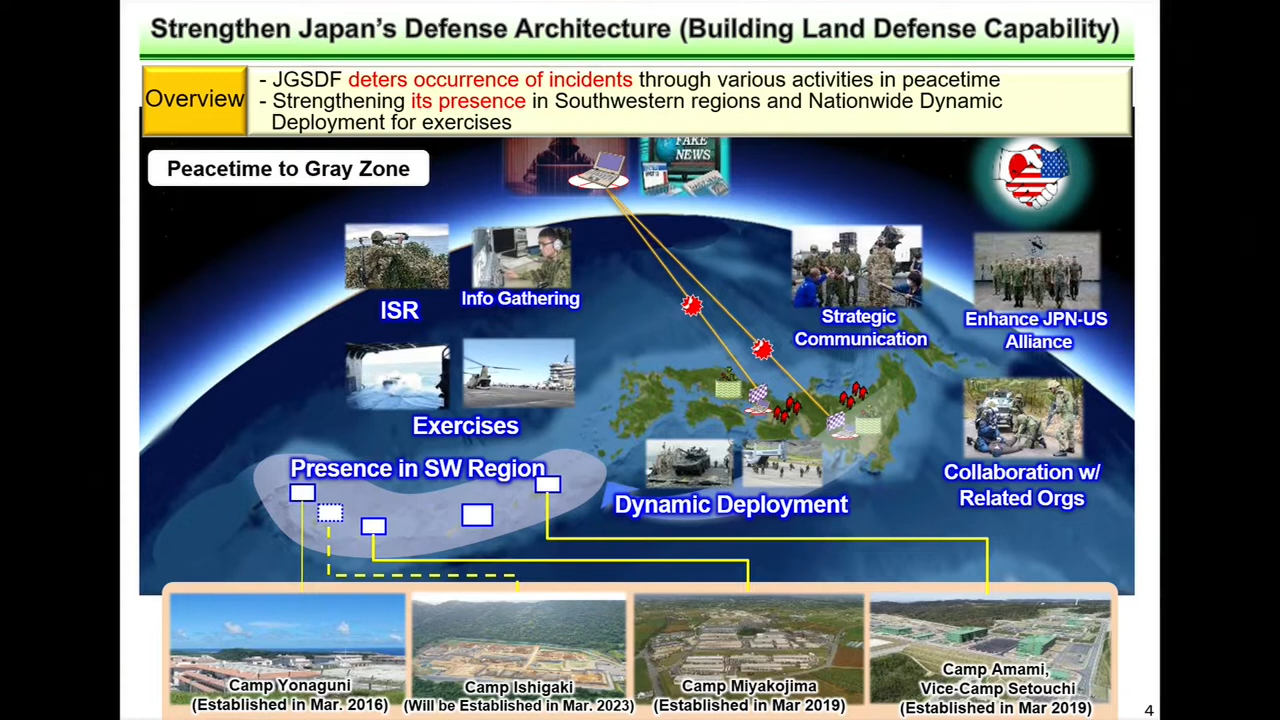 Strengthen Japan's Defense Architecture (Building Land Defense Capability)
Overview
- JGSDF deters occurrence of incidents through various activities in peacetime
- Strengthening its presence in Southwestern regions and Nationwide Dynamic
Deployment for exercises
Peacetime to Gray Zone
FAKE
NEWS
ISR
Info Gathering
Strategic
Communication
Enhance JPN-US
Alliance
Exercises
Presence in SW Region
Dynamic Deployment
Collaboration w/
Related Orgs
Camp Yonaguni
(Established in Mar. 2016)
Camp Ishigaki
(Will be Established in Mar. 2023)
Camp Miyakojima
(Established in Mar 2019)
Camp Amami,
Vice-Camp Setouchi
(Established in Mar 2019)
4